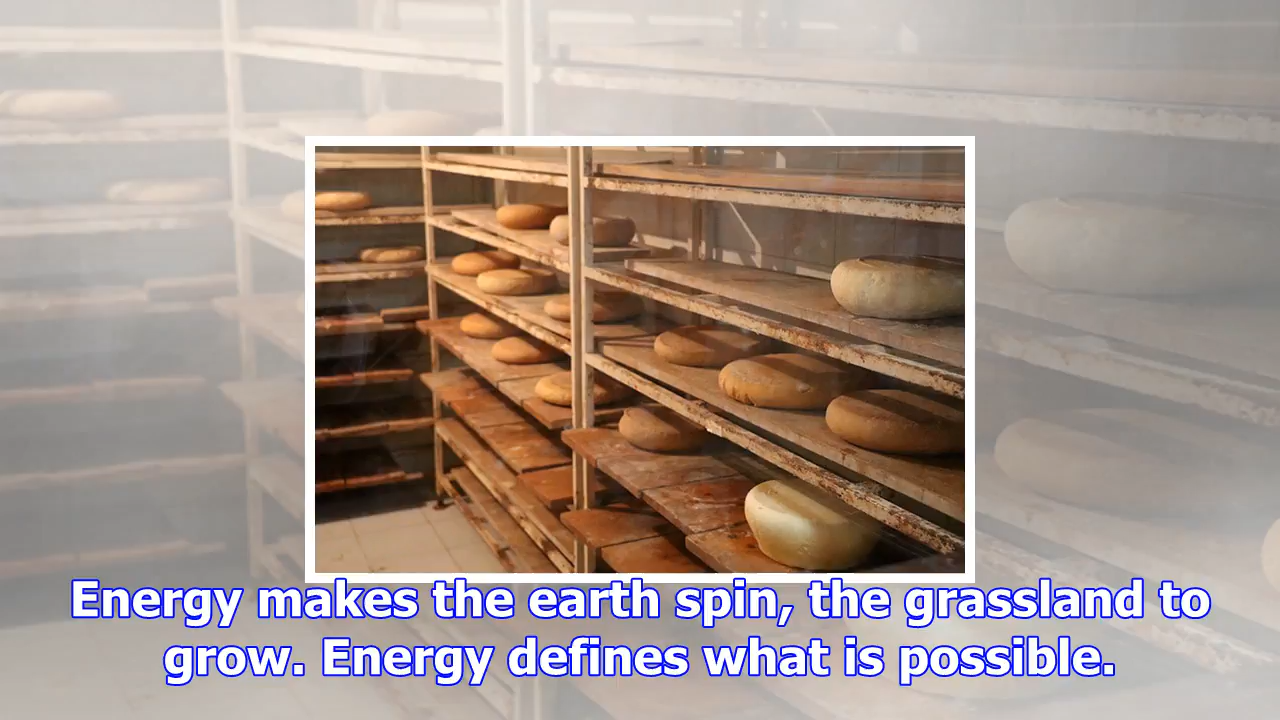 Energy makes the earth spin, the grassland to
grow. Energy defines what is possible.